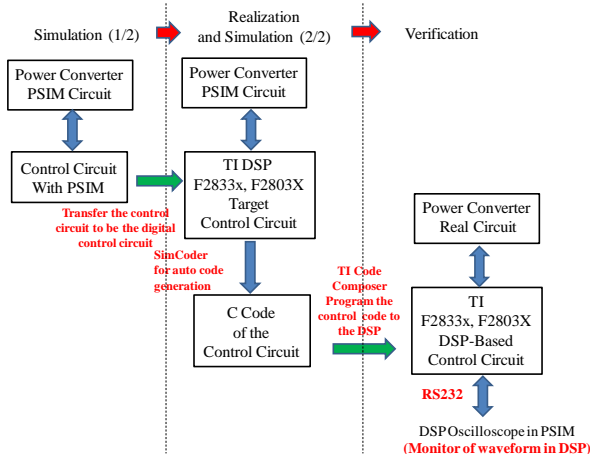 Simulation (1/2)
Realization
and Simulation (2/2)
Verification
Power Converter
PSIM Circuit
Control Circuit
With PSIM
Transfer the control
circuit to be the digital
control circuit
Power Converter
PSIM Circuit
TI DSP
F2833x, F2803X
Target
Control Circuit
SimCoder
for auto code
generation
C Code
of the
Control Circuit
TI Code
Composer
Program the
control code to
the DSP
Power Converter
Real Circuit
TI
F2833x, F2803X
DSP-Based
Control Circuit
RS232
DSP Oscilloscope in PSIM
(Monitor of waveform in DSP)